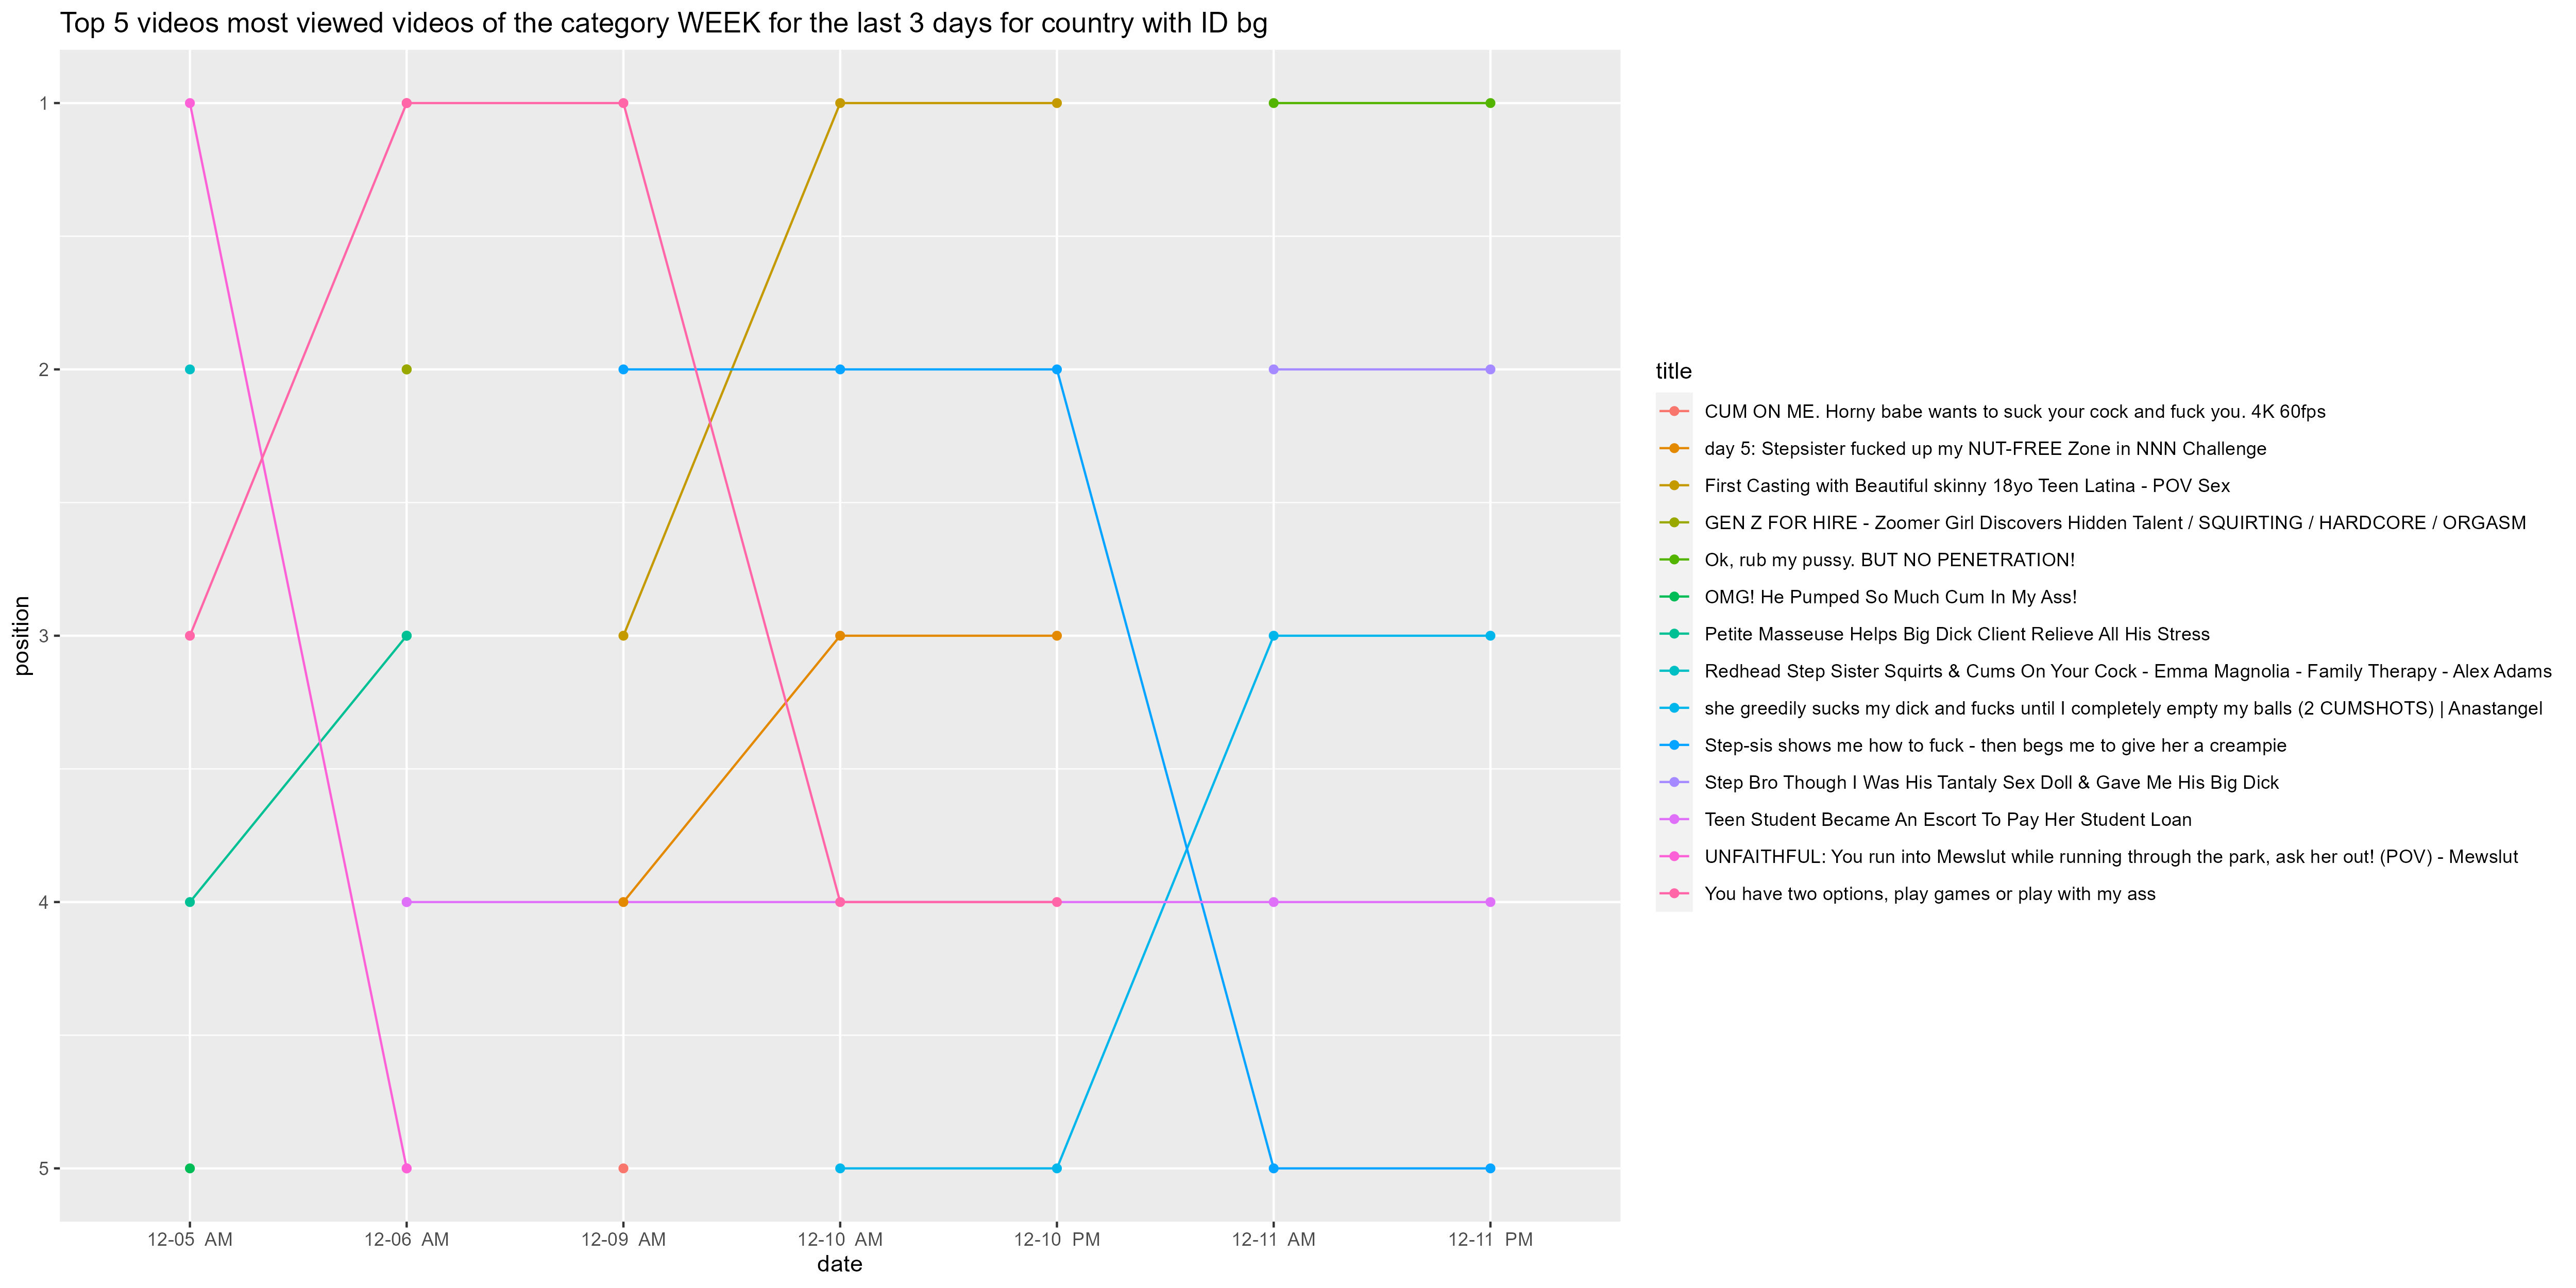 Top 5 videos most viewed videos of the category WEEK for the last 3 days for country with ID bg
position
1
2
3
4
5
12-05 AM
12-06 AM
12-09 AM
12-10 AM
12-10 PM
12-11 AM
12-11 PM
date
title
CUM ON ME. Horny babe wants to suck your cock and fuck you. 4K 60fps
day 5: Stepsister fucked up my NUT-FREE Zone in NNN Challenge
First Casting with Beautiful skinny 18yo Teen Latina - POV Sex
GEN Z FOR HIRE - Zoomer Girl Discovers Hidden Talent / SQUIRTING / HARDCORE / ORGASM
Ok, rub my pussy. BUT NO PENETRATION!
OMG! He Pumped So Much Cum In My Ass!
Petite Masseuse Helps Big Dick Client Relieve All His Stress
Redhead Step Sister Squirts & Cums On Your Cock - Emma Magnolia - Family Therapy - Alex Adams
she greedily sucks my dick and fucks until I completely empty my balls (2 CUMSHOTS) | Anastangel
Step-sis shows me how to fuck - then begs me to give her a creampie
Step Bro Though I Was His Tantaly Sex Doll & Gave Me His Big Dick
Teen Student Became An Escort To Pay Her Student Loan
UNFAITHFUL: You run into Mewslut while running through the park, ask her out! (POV) - Mewslut
You have two options, play games or play with my ass